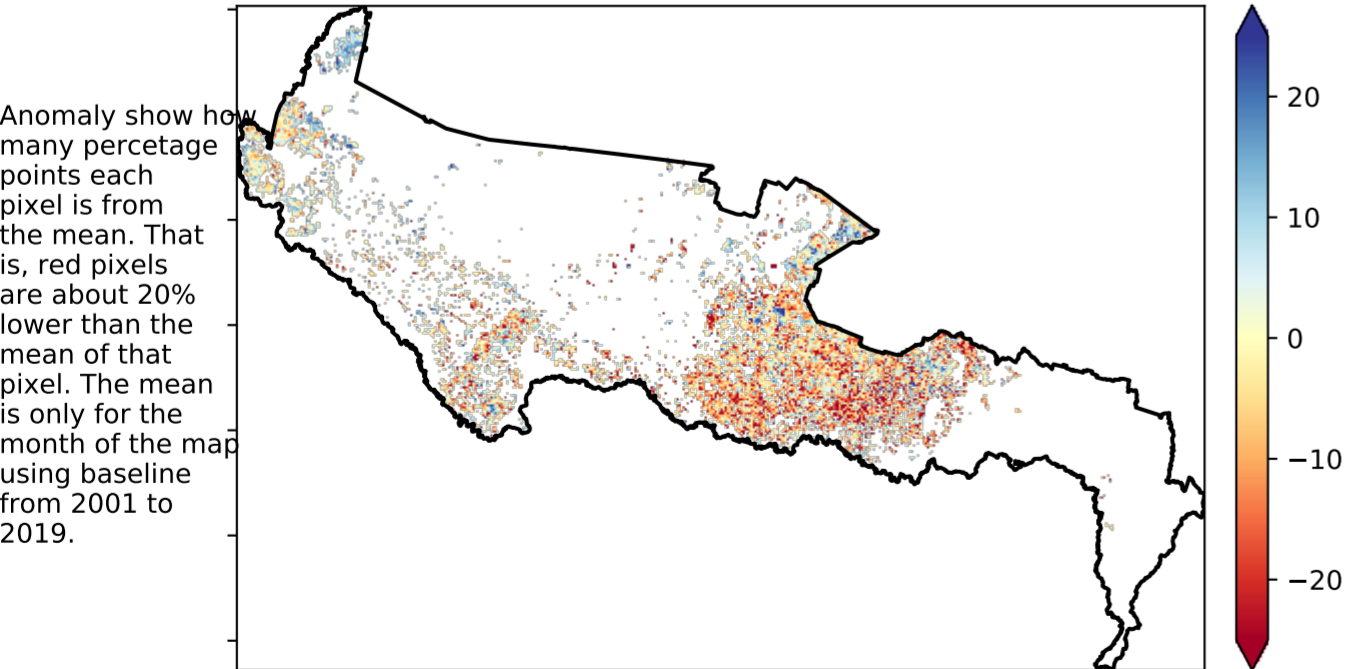 Anomaly show how
many percetage
points each
pixel is from
the mean. That
is, red pixels
are about 20%
lower than the
mean of that
pixel. The mean
is only for the
month of the map
using baseline
from 2001 to
2019.
20
10
0
−10
−20